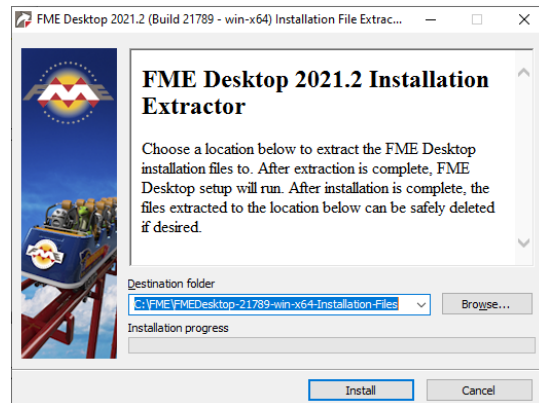 FME Desktop 2021.2 (Build 21789 - win-x64) Installation File Extrac...
FME
FME Desktop 2021.2 Installation
Extractor
Choose a location below to extract the FME Desktop
installation files to. After extraction is complete, FME
Desktop setup will run. After installation is complete, the
files extracted to the location below can be safely deleted
if desired.
Destination folder
C:\FME\FMEDesktop-21789-win-x64-Installation-Files
Browse...
Installation progress
Install
Cancel